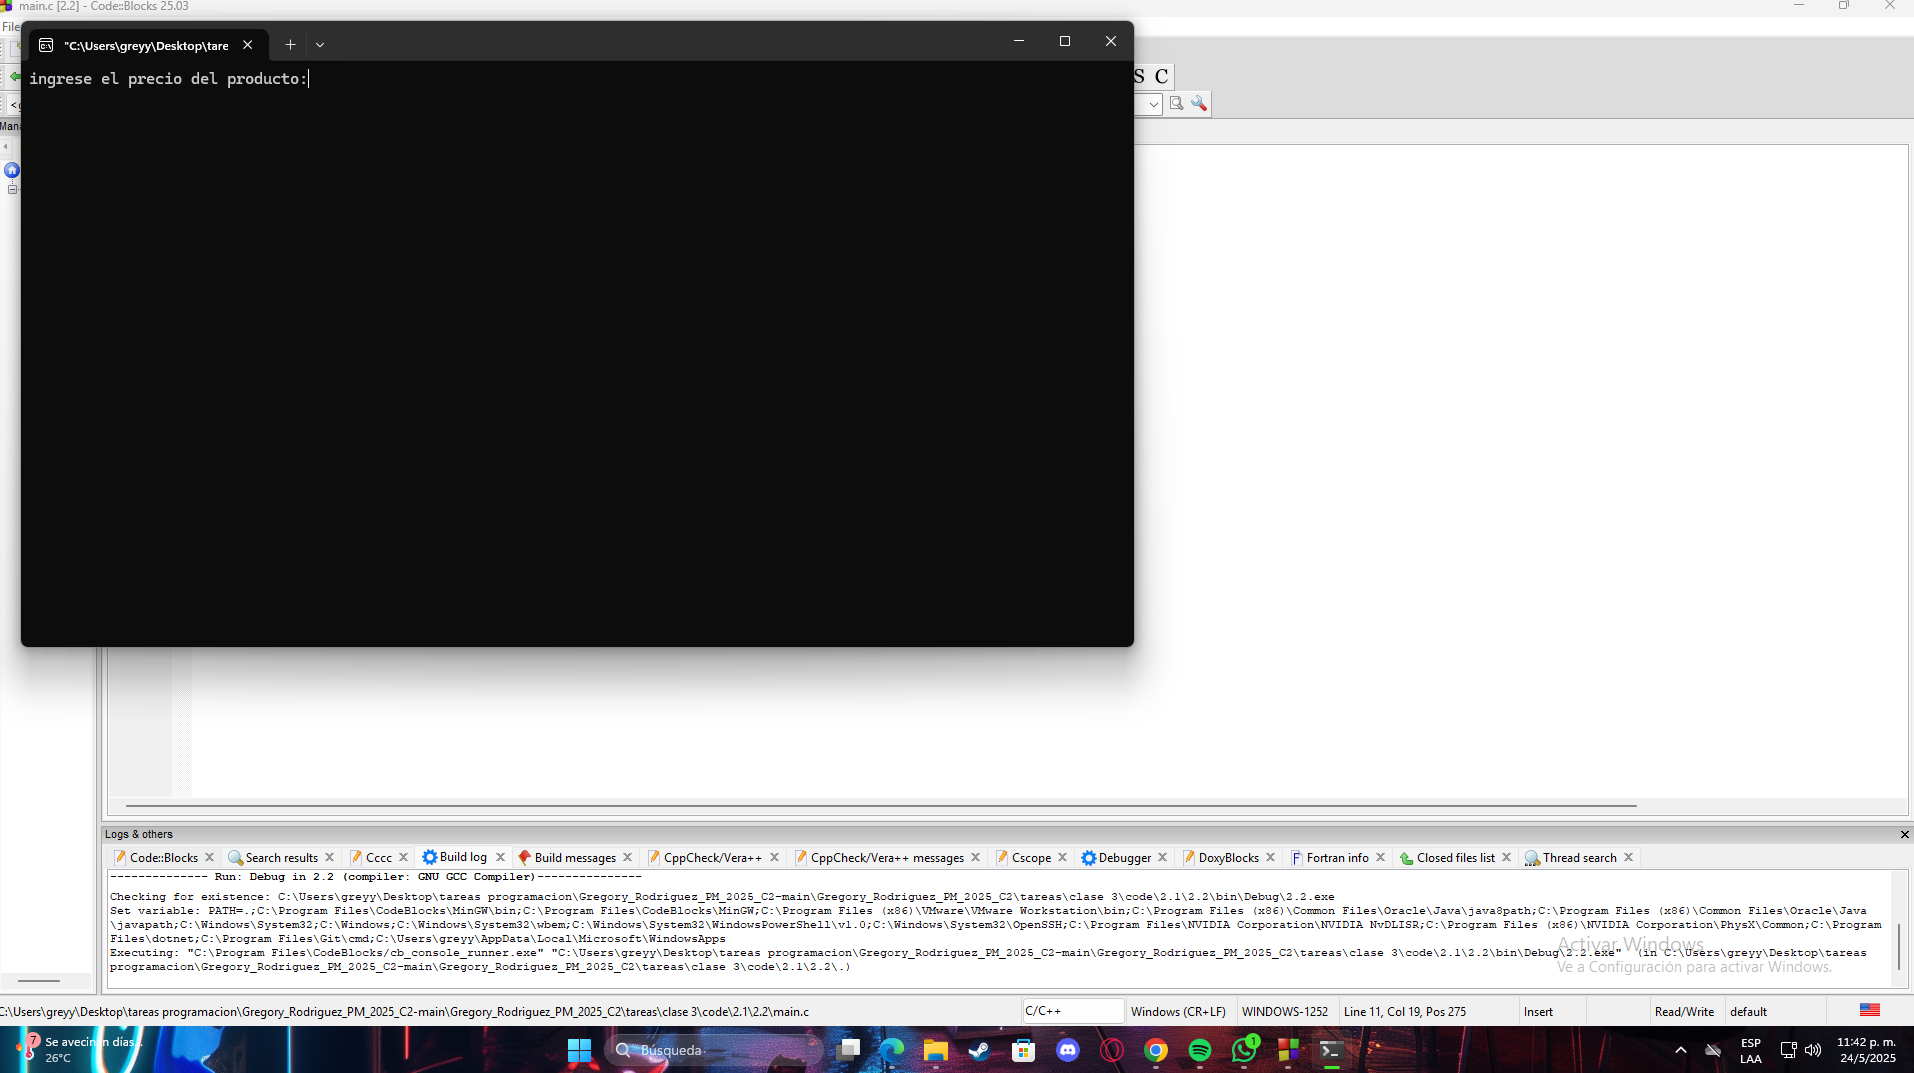 main.c [2.2] - Code::Blocks 25.03
File
"C:\Users\greyy\Desktop\tare
ingrese el precio del producto:
S C
<g
Mana
Logs & others
Code::Blocks
Search results
Cccc
Build log
Build messages
CppCheck/Vera++
CppCheck/Vera++ messages
Cscope
Debugger
DoxyBlocks
Fortran info
Closed files list
Thread search
-------------- Run: Debug in 2.2 (compiler: GNU GCC Compiler)---------------
Checking for existence: C:\Users\greyy\Desktop\tareas programacion\Gregory_Rodriguez_PM_2025_C2-main\Gregory_Rodriguez_PM_2025_C2\tareas\clase 3\code\2.1\2.2\bin\Debug\2.2.exe
Set variable: PATH=.;C:\Program Files\CodeBlocks\MinGW\bin;C:\Program Files\CodeBlocks\MinGW;C:\Program Files (x86)\VMware\VMware Workstation\bin;C:\Program Files (x86)\Common Files\Oracle\Java\java8path;C:\Program Files (x86)\Common Files\Oracle\Java
\javapath;C:\Windows\System32;C:\Windows;C:\Windows\System32\wbem;C:\Windows\System32\WindowsPowerShell\v1.0;C:\Windows\System32\OpenSSH;C:\Program Files\NVIDIA Corporation\NVIDIA NvDLISR;C:\Program Files (x86)\NVIDIA Corporation\PhysX\Common;C:\Program
Files\dotnet;C:\Program Files\Git\cmd;C:\Users\greyy\AppData\Local\Microsoft\WindowsApps
Executing: "C:\Program Files\CodeBlocks/cb_console_runner.exe" "C:\Users\greyy\Desktop\tareas programacion\Gregory_Rodriguez_PM_2025_C2-main\Gregory_Rodriguez_PM_2025_C2\tareas\clase 3\code\2.1\2.2\bin\Debug\2.2.exe"  (in C:\Users\greyy\Desktop\tareas
programacion\Gregory_Rodriguez_PM_2025_C2-main\Gregory_Rodriguez_PM_2025_C2\tareas\clase 3\code\2.1\2.2\.)
Activar Windows
Ve a Configuración para activar Windows.
C:\Users\greyy\Desktop\tareas programacion\Gregory_Rodriguez_PM_2025_C2-main\Gregory_Rodriguez_PM_2025_C2\tareas\clase 3\code\2.1\2.2\main.c
C/C++
Windows (CR+LF)
WINDOWS-1252
Line 11, Col 19, Pos 275
Insert
Read/Write
default
7
Se avecinan días...
26°C
Búsqueda
1
ESP
LAA
11:42 p. m.
24/5/2025